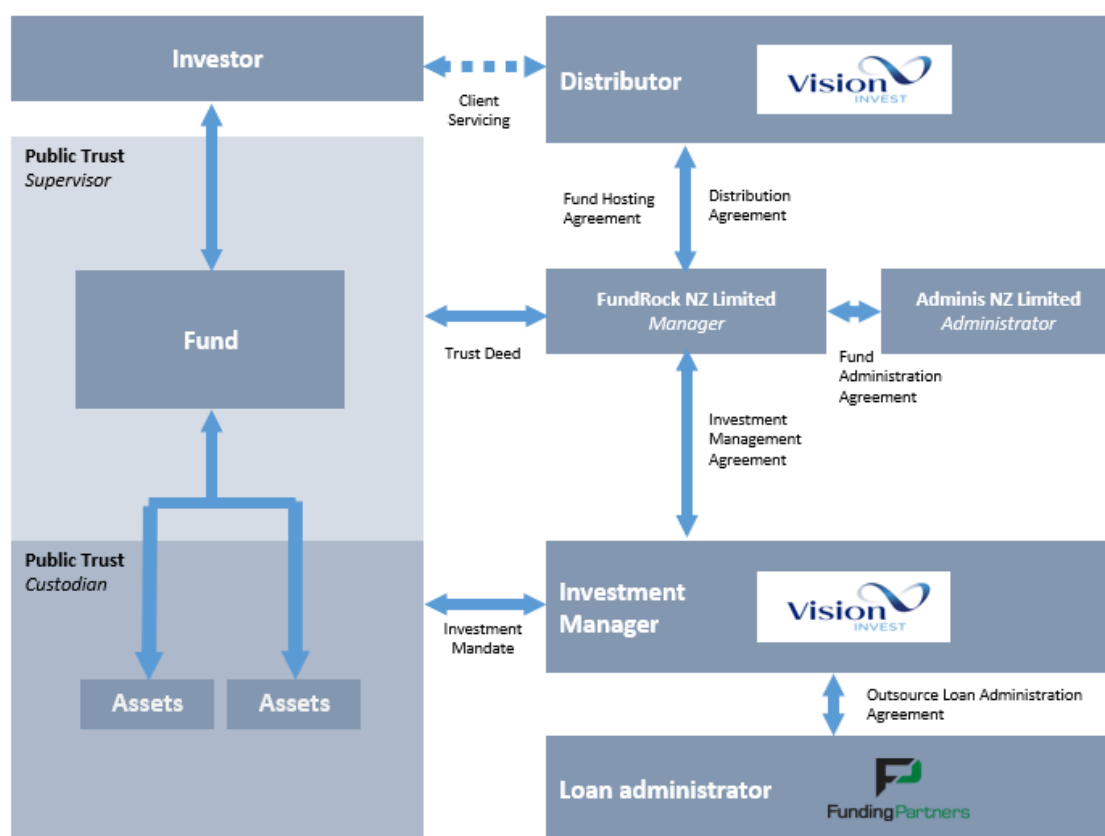 Investor
Client
Servicing
Distributor
Vision
INVEST
Public Trust
Supervisor
Fund Hosting
Agreement
Distribution
Agreement
Fund
Trust Deed
FundRock NZ Limited
Manager
Adminis NZ Limited
Administrator
Fund
Administration
Agreement
Investment
Management
Agreement
Public Trust
Custodian
Investment
Mandate
Investment
Manager
Vision
INVEST
Assets
Assets
Outsource Loan Administration
Agreement
Loan administrator
FundingPartners